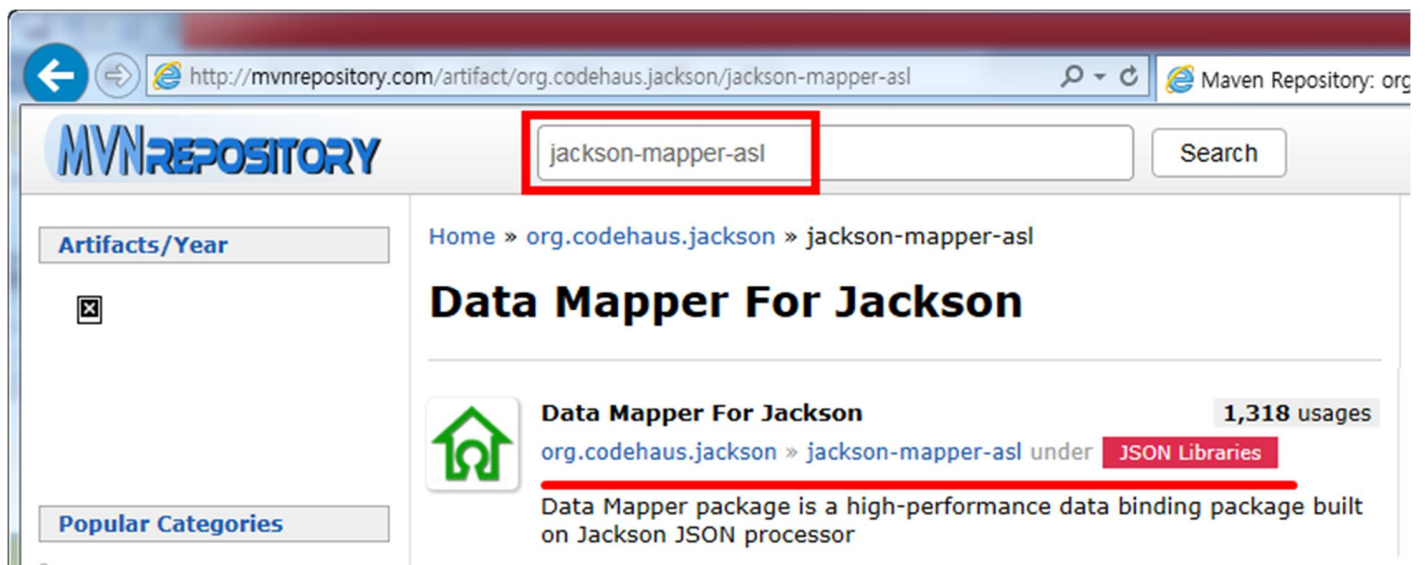 http://mvnrepository.com/artifact/org.codehaus.jackson/jackson-mapper-asl
Maven Repository: org
MVNREPOSITORY
jackson-mapper-asl
Search
Artifacts/Year
Home » org.codehaus.jackson » jackson-mapper-asl
Data Mapper For Jackson
Data Mapper For Jackson
1,318 usages
org.codehaus.jackson » jackson-mapper-asl under JSON Libraries
Data Mapper package is a high-performance data binding package built
on Jackson JSON processor
Popular Categories